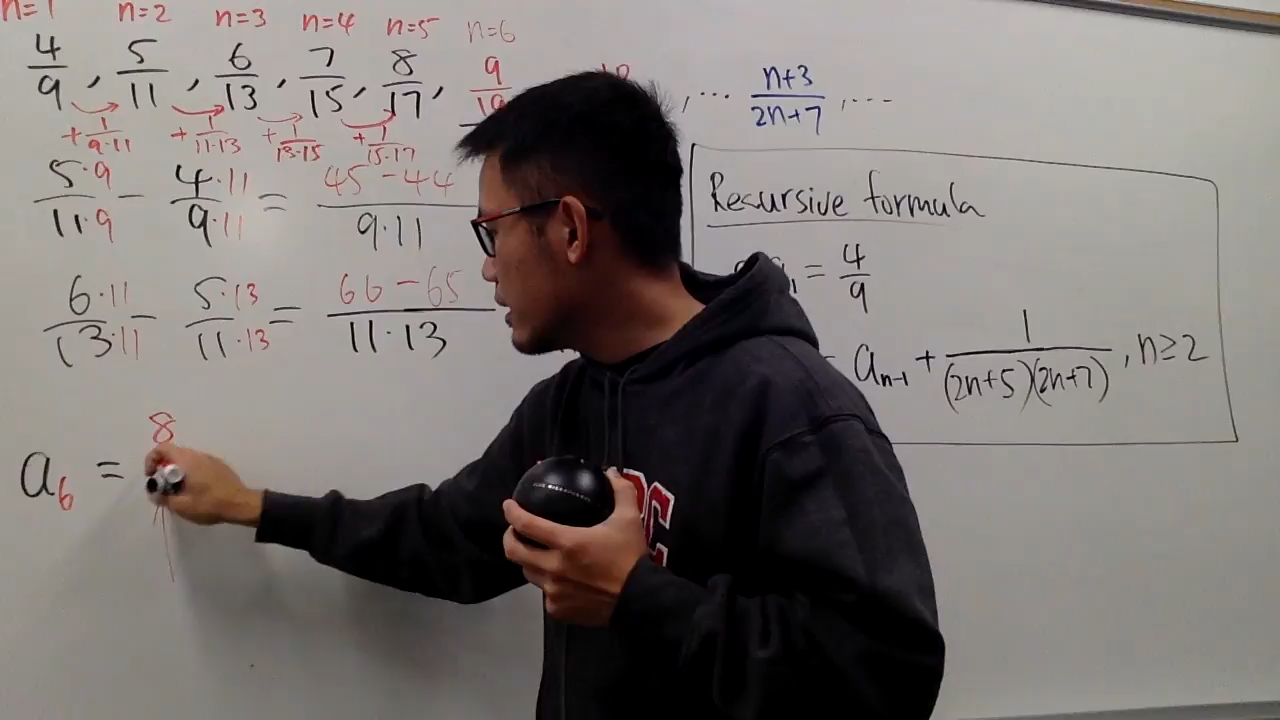 n=1 n=2 n=3 n=4 n=5 n=6
4/9, 5/11, 6/13, 7/15, 8/17, 9/19 , ... (n+3)/(2n+7), ...
+1/(9·11) +1/(11·13) +1/(13·15) +1/(15·17)
(5·9)/(11·9) - (4·11)/(9·11) = (45-44)/(9·11)
(6·11)/(13·11) - (5·13)/(11·13) = (66-65)/(11·13)
a_6 = 8
Recursive formula
= 4/9
a_{n-1} + 1/((2n+5)(2n+7)), n≥2